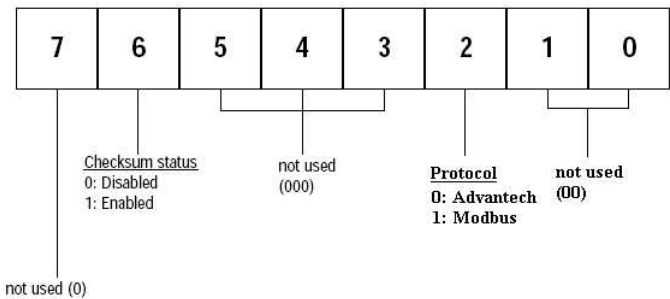 7 6 5 4 3 2 1 0
Checksum status
0: Disabled
1: Enabled
not used
(000)
Protocol
0: Advantech
1: Modbus
not used
(00)
not used (0)